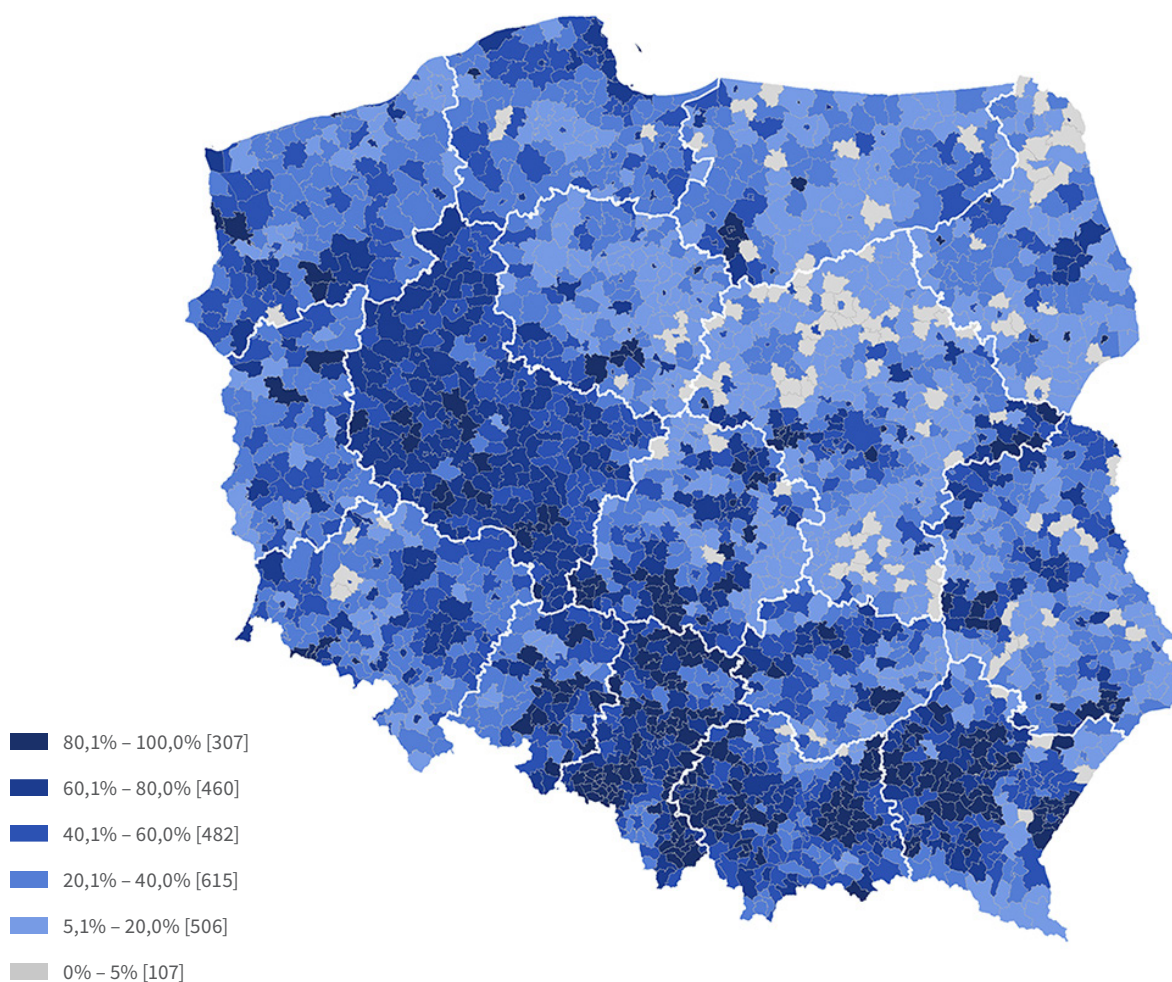 80,1% – 100,0% [307]
60,1% – 80,0% [460]
40,1% – 60,0% [482]
20,1% – 40,0% [615]
5,1% – 20,0% [506]
0% – 5% [107]